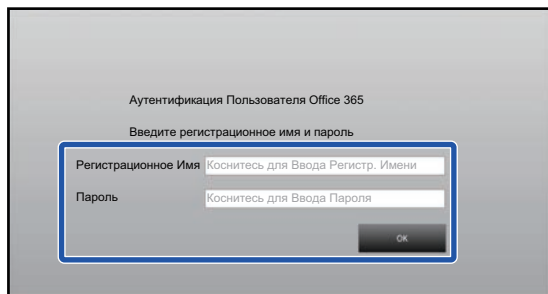 Аутентификация Пользователя Office 365
Введите регистрационное имя и пароль
Регистрационное Имя Коснитесь для Ввода Регистр. Имени
Пароль Коснитесь для Ввода Пароля
OK